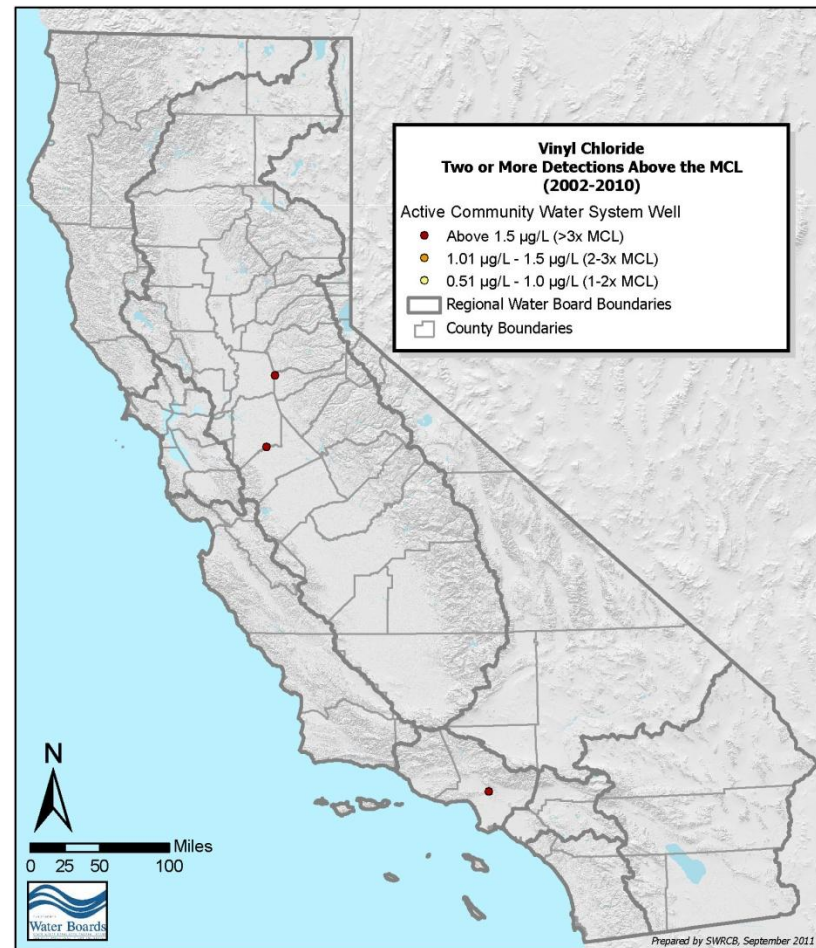 Vinyl Chloride
Two or More Detections Above the MCL
(2002-2010)
Active Community Water System Well
Above 1.5 µg/L (>3x MCL)
1.01 µg/L - 1.5 µg/L (2-3x MCL)
0.51 µg/L - 1.0 µg/L (1-2x MCL)
Regional Water Board Boundaries
County Boundaries
N
Miles
0 25 50 100
Water Boards
Prepared by SWRCB, September 2011